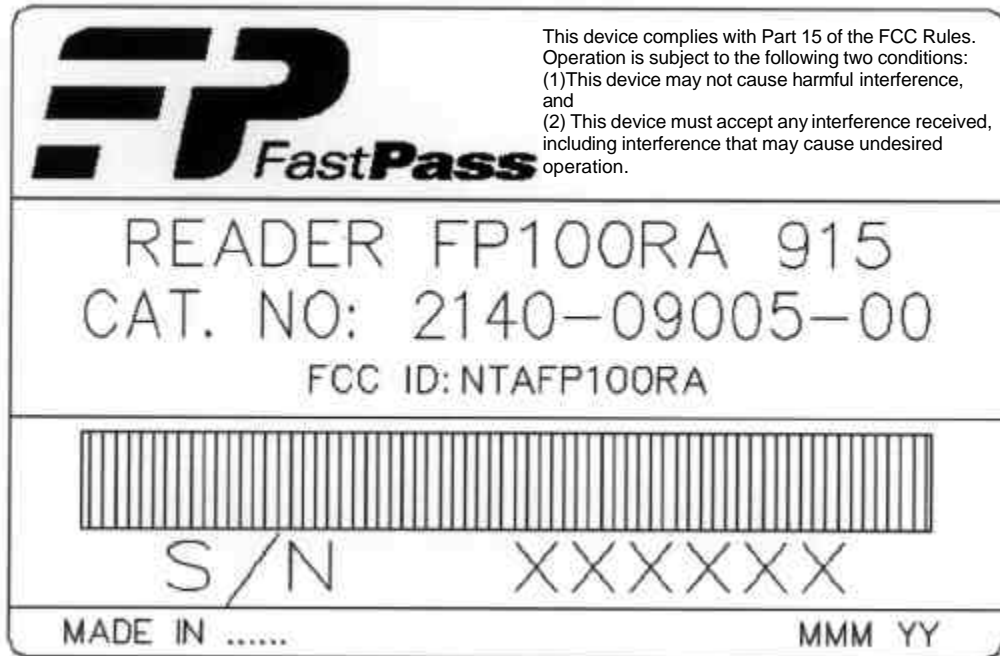 FP
FastPass
This device complies with Part 15 of the FCC Rules.
Operation is subject to the following two conditions:
(1)This device may not cause harmful interference,
and
(2) This device must accept any interference received,
including interference that may cause undesired
operation.
READER FP100RA 915
CAT. NO: 2140-09005-00
FCC ID: NTAFP100RA
S/N XXXXXX
MADE IN ......
MMM YY